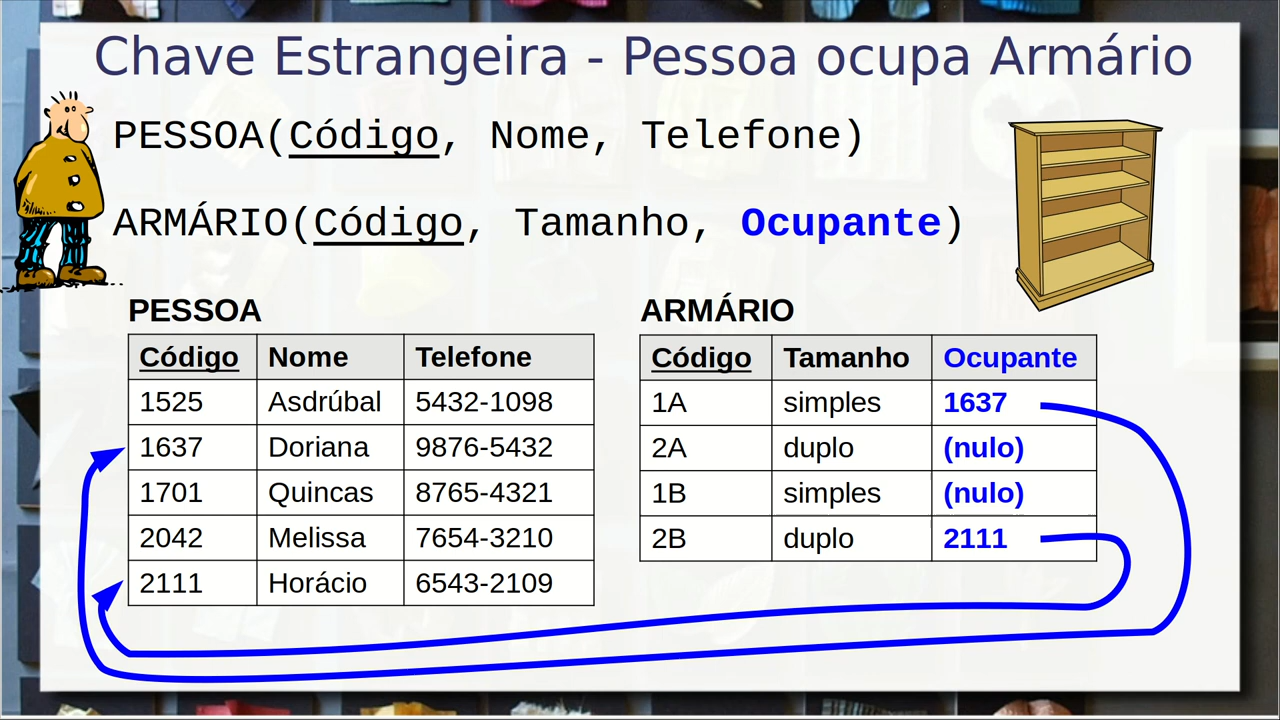 Chave Estrangeira - Pessoa ocupa Armário
PESSOA(Código, Nome, Telefone)
ARMÁRIO(Código, Tamanho, Ocupante)
PESSOA
Código Nome Telefone
1525 Asdrúbal 5432-1098
1637 Doriana 9876-5432
1701 Quincas 8765-4321
2042 Melissa 7654-3210
2111 Horácio 6543-2109
ARMÁRIO
Código Tamanho Ocupante
1A simples 1637
2A duplo (nulo)
1B simples (nulo)
2B duplo 2111